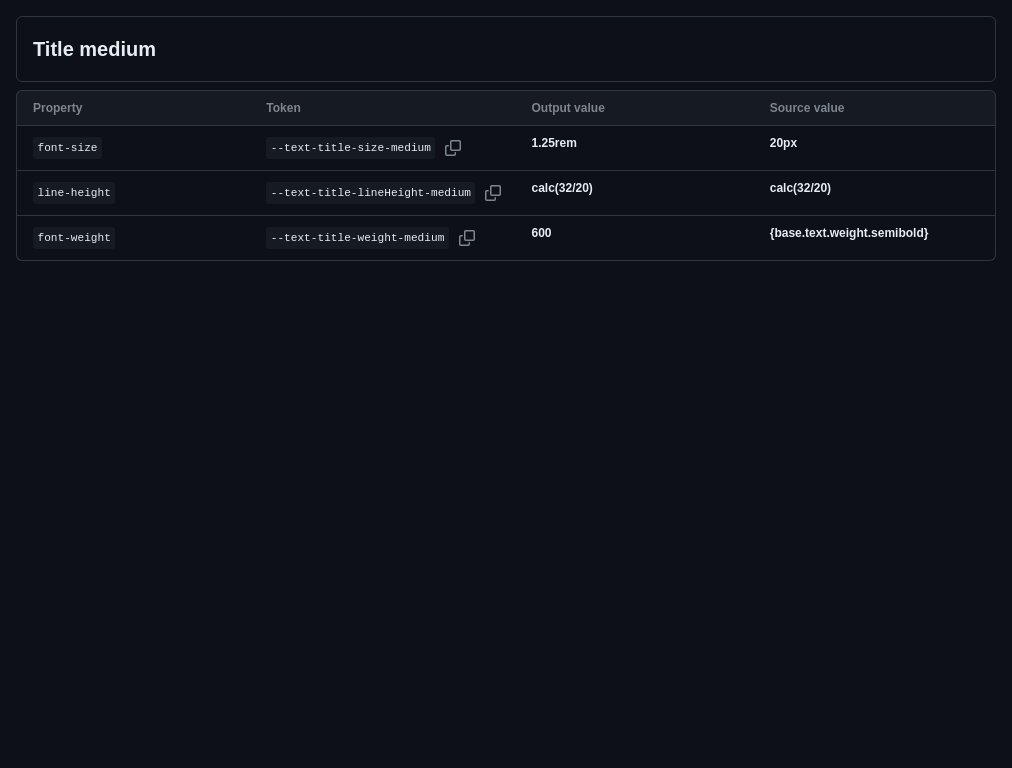 Title medium
Property Token Output value Source value
font-size --text-title-size-medium 1.25rem 20px
line-height --text-title-lineHeight-medium calc(32/20) calc(32/20)
font-weight --text-title-weight-medium 600 {base.text.weight.semibold}